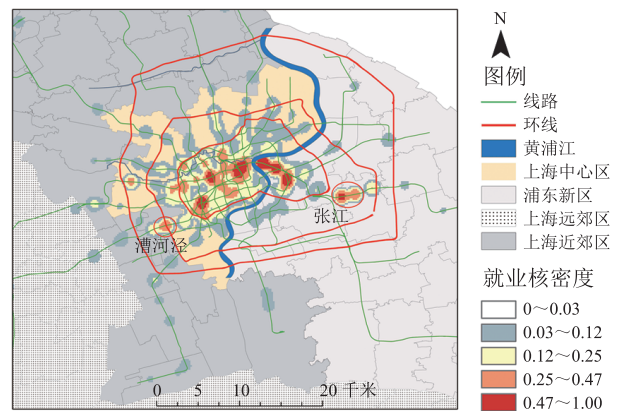 N
图例
线路
环线
黄浦江
上海中心区
浦东新区
上海远郊区
上海近郊区
张江
漕河泾
就业核密度
0～0.03
0.03～0.12
0.12～0.25
0.25～0.47
0.47～1.00
0 5 10 20 千米